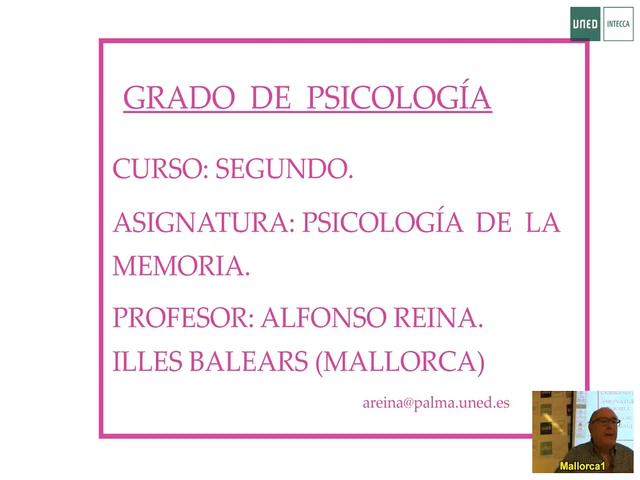 UNED INTECCA
GRADO DE PSICOLOGÍA
CURSO: SEGUNDO.
ASIGNATURA: PSICOLOGÍA DE LA
MEMORIA.
PROFESOR: ALFONSO REINA.
ILLES BALEARS (MALLORCA)
areina@palma.uned.es
Mallorca1